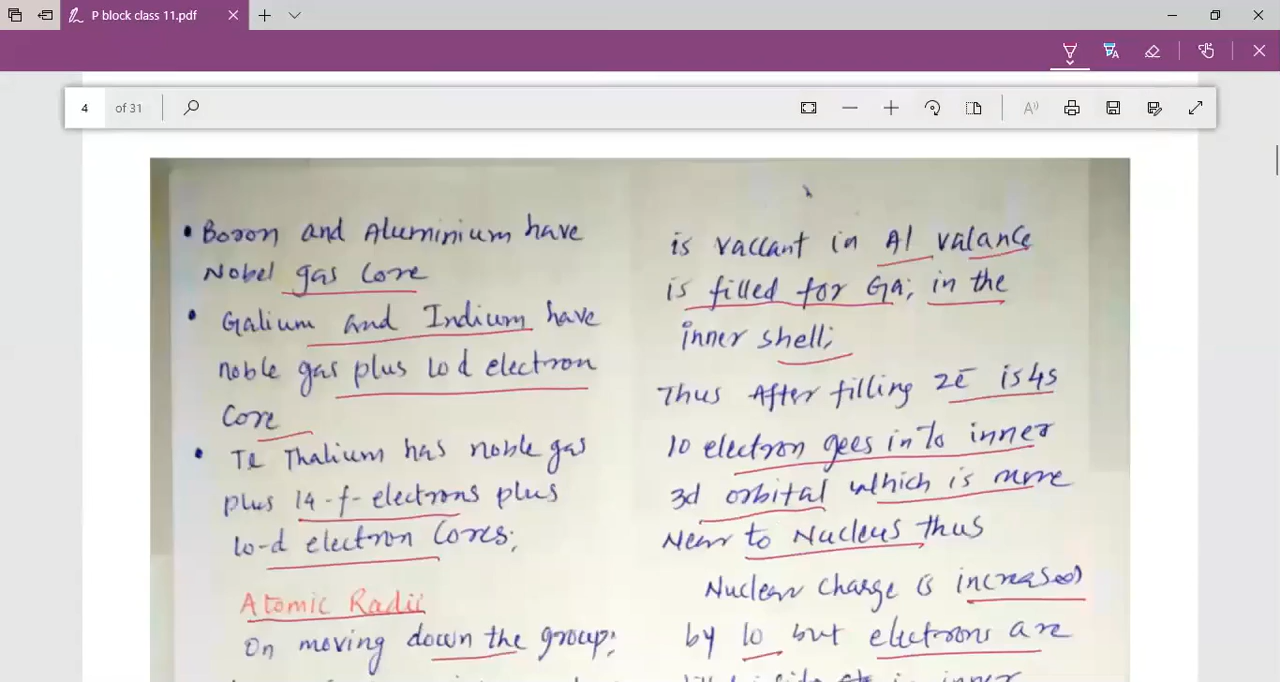 P block class 11.pdf
4 of 31
• Boron and Aluminium have
Nobel gas Core
• Galium and Indium have
noble gas plus 10 d electron
Core
• Te Thalium has noble gas
plus 14-f-electrons plus
10-d electron Cores;
Atomic Radii
On moving down the group;
is vaccant in Al valance
is filled for Ga; in the
inner shell;
Thus After filling 2e is 4s
10 electron goes in to inner
3d orbital which is more
Near to Nucleus thus
Nuclear charge is increased
by 10 but electrons are
inner